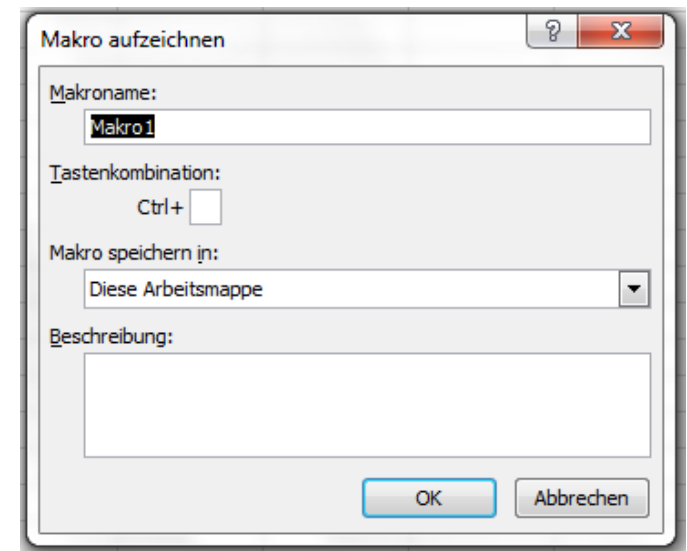 Makro aufzeichnen
Makroname:
Makro1
Tastenkombination:
Ctrl+
Makro speichern in:
Diese Arbeitsmappe
Beschreibung:
OK Abbrechen